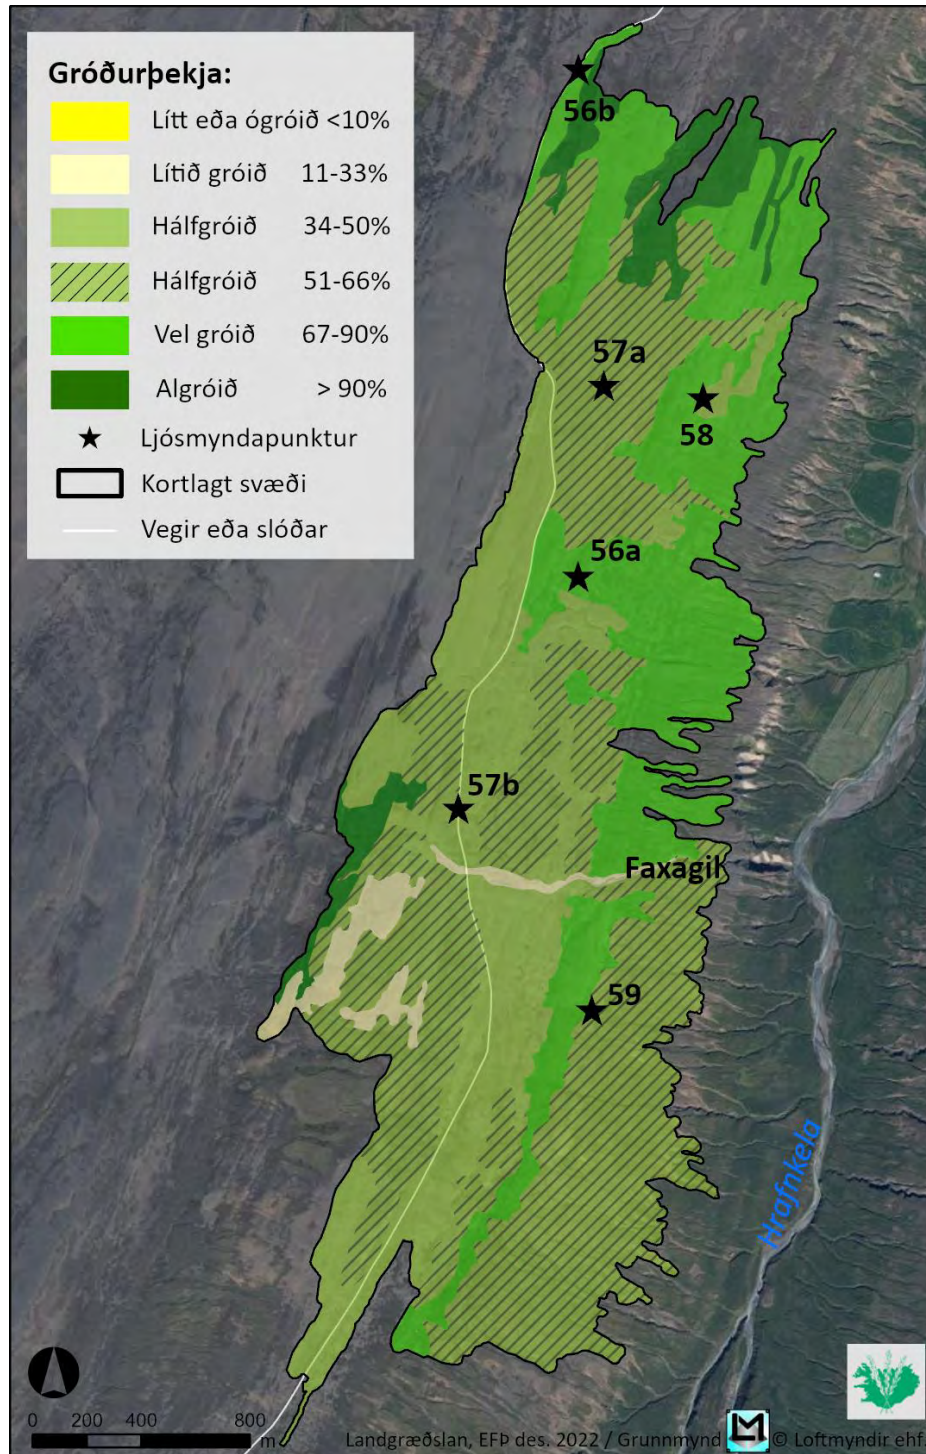 Gróðurþekja:
Lítt eða ógróið <10%
Lítið gróið 11-33%
Hálfgróið 34-50%
Hálfgróið 51-66%
Vel gróið 67-90%
Algróið > 90%
Ljósmyndapunktur
Kortlagt svæði
Vegir eða slóðar
56b
57a
58
56a
57b
Faxagil
59
Hrafnkela
0 200 400 800
m
Landgræðslan, EFÞ des. 2022 / Grunnmynd LM © Loftmyndir ehf